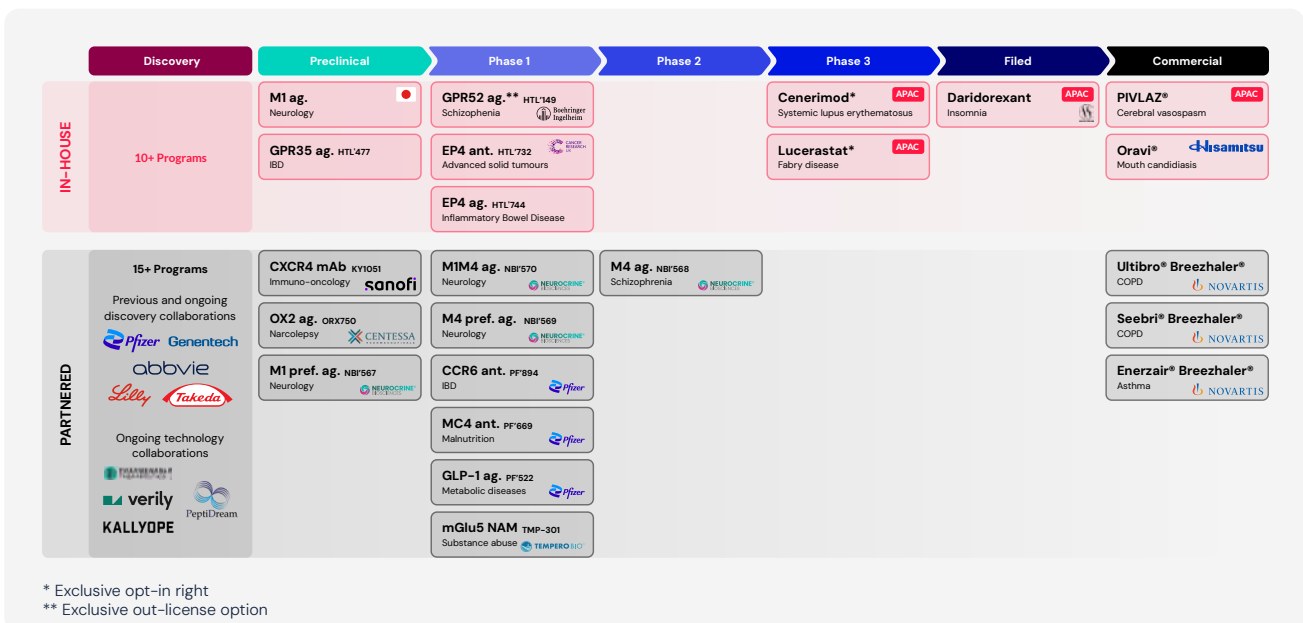 Discovery
Preclinical
Phase 1
Phase 2
Phase 3
Filed
Commercial
IN-HOUSE
10+ Programs
M1 ag.
Neurology
GPR35 ag. HTL'477
IBD
GPR52 ag.** HTL'149
Schizophenia
Boehringer
Ingelheim
EP4 ant. HTL'732
CANCER
RESEARCH
UK
Advanced solid tumours
EP4 ag. HTL'744
Inflammatory Bowel Disease
Cenerimod* APAC
Systemic lupus erythematosus
Lucerastat* APAC
Fabry disease
Daridorexant APAC
Insomnia
PIVLAZ® APAC
Cerebral vasospasm
Oravi® Hisamitsu
Mouth candidiasis
PARTNERED
15+ Programs
Previous and ongoing
discovery collaborations
Pfizer Genentech
abbvie
Lilly Takeda
Ongoing technology
collaborations
verily
PeptiDream
KALLYOPE
CXCR4 mAb KY1051
Immuno-oncology sanofi
OX2 ag. ORX750
Narcolepsy CENTESSA
M1 pref. ag. NBI'567
Neurology NEUROCRINE
M1M4 ag. NBI'570
Neurology NEUROCRINE
M4 pref. ag. NBI'569
Neurology NEUROCRINE
CCR6 ant. PF'894
IBD Pfizer
MC4 ant. PF'669
Malnutrition Pfizer
GLP-1 ag. PF'522
Metabolic diseases Pfizer
mGlu5 NAM TMP-301
Substance abuse TEMPERO BIO
M4 ag. NBI'568
Schizophrenia NEUROCRINE
Ultibro® Breezhaler®
COPD NOVARTIS
Seebri® Breezhaler®
COPD NOVARTIS
Enerzair® Breezhaler®
Asthma NOVARTIS
* Exclusive opt-in right
** Exclusive out-license option